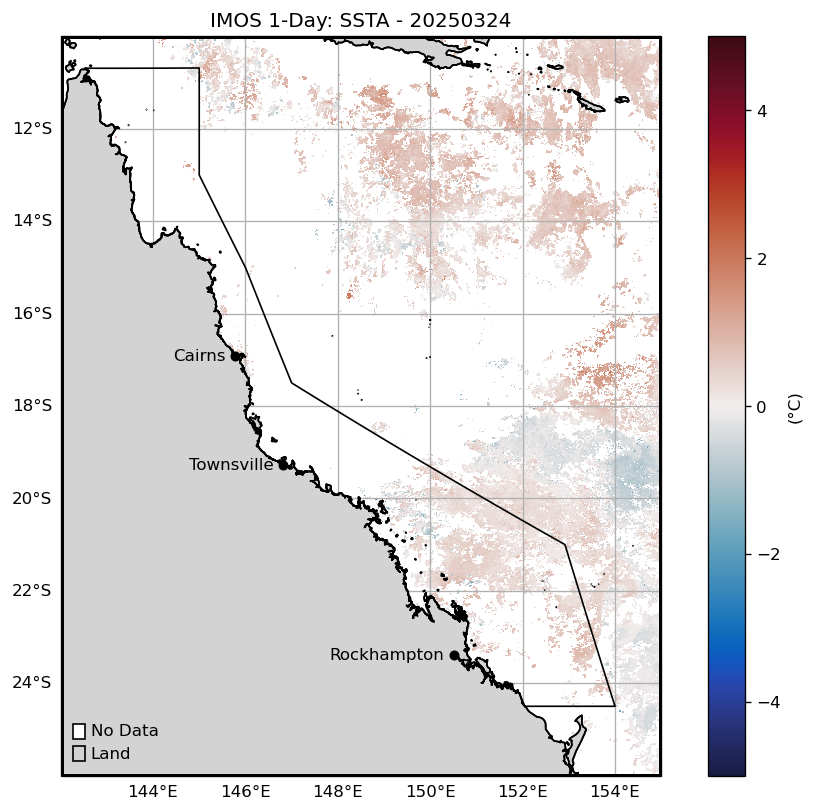 IMOS 1-Day: SSTA - 20250324
12°S
14°S
16°S
18°S
20°S
22°S
24°S
Cairns
Townsville
Rockhampton
No Data
Land
144°E
146°E
148°E
150°E
152°E
154°E
4
2
0
−2
−4
(°C)